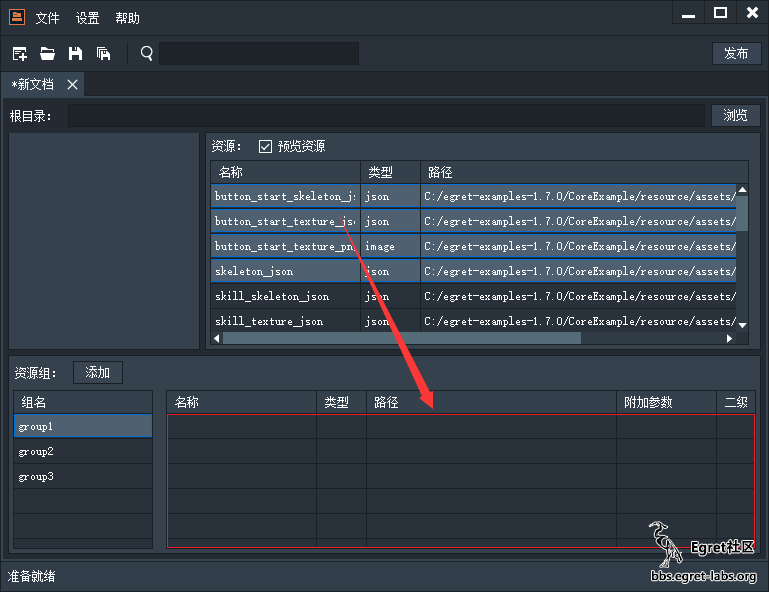 文件 设置 帮助
发布
*新文档
根目录: 浏览
资源: 预览资源
名称 类型 路径
button_start_skeleton_j json C:/egret-examples-1.7.0/CoreExample/resource/assets/
button_start_texture_js json C:/egret-examples-1.7.0/CoreExample/resource/assets/
button_start_texture_pn image C:/egret-examples-1.7.0/CoreExample/resource/assets/
skeleton_json json C:/egret-examples-1.7.0/CoreExample/resource/assets/
skill_skeleton_json json C:/egret-examples-1.7.0/CoreExample/resource/assets/
skill_texture_json json C:/egret-examples-1.7.0/CoreExample/resource/assets/
资源组: 添加
组名 名称 类型 路径 附加参数 二级
group1
group2
group3
Egret社区
bbs.egret-labs.org
准备就绪